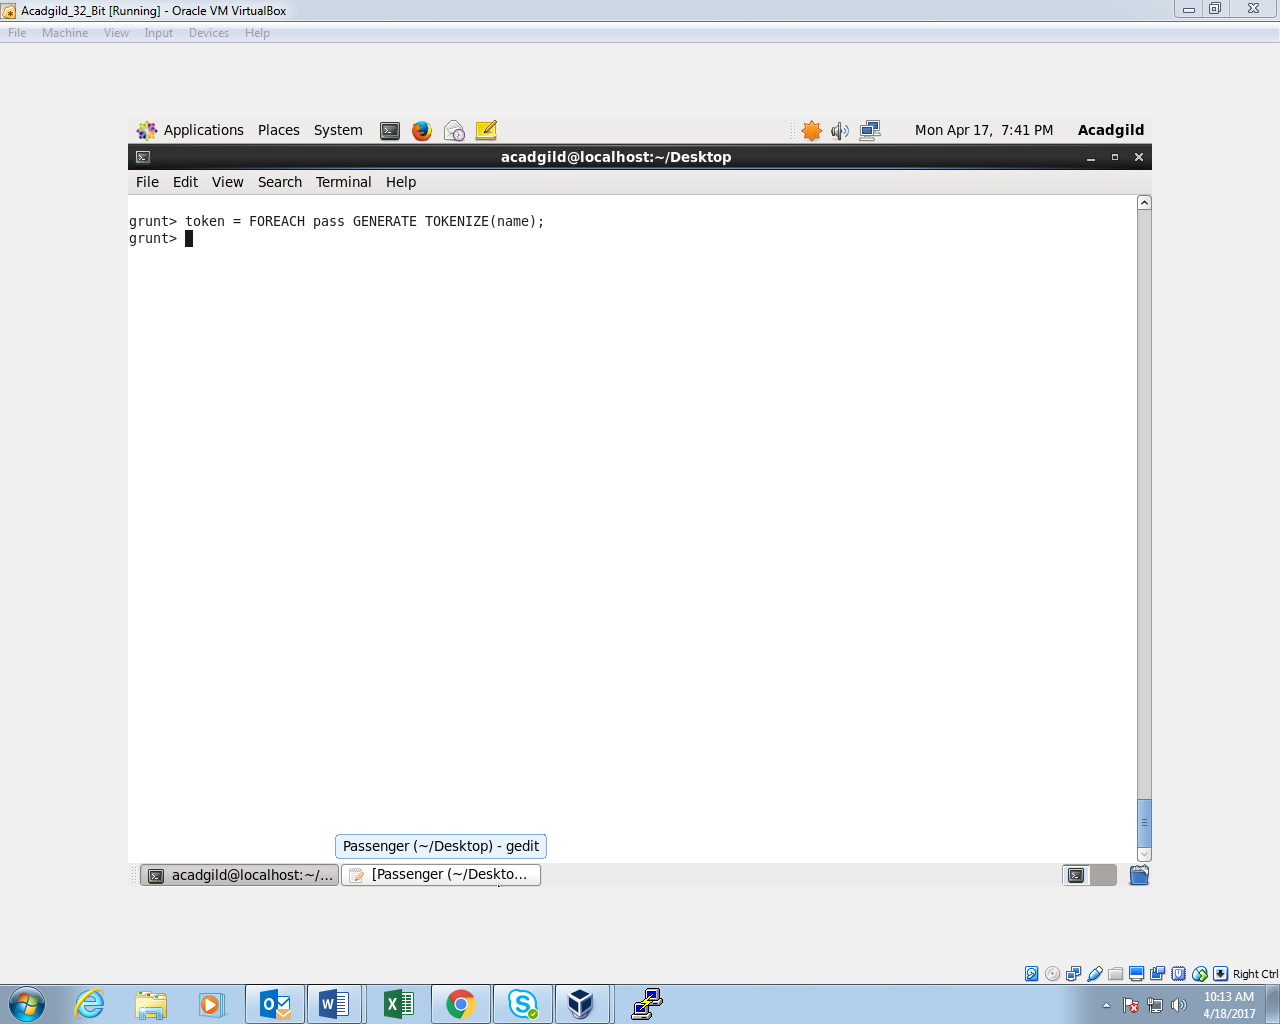 Acadgild_32_Bit [Running] - Oracle VM VirtualBox
File Machine View Input Devices Help
Applications Places System Mon Apr 17, 7:41 PM Acadgild
acadgild@localhost:~/Desktop
File Edit View Search Terminal Help
grunt> token = FOREACH pass GENERATE TOKENIZE(name);
grunt>
Passenger (~/Desktop) - gedit
acadgild@localhost:~/... [Passenger (~/Deskto...
Right Ctrl
10:13 AM
4/18/2017